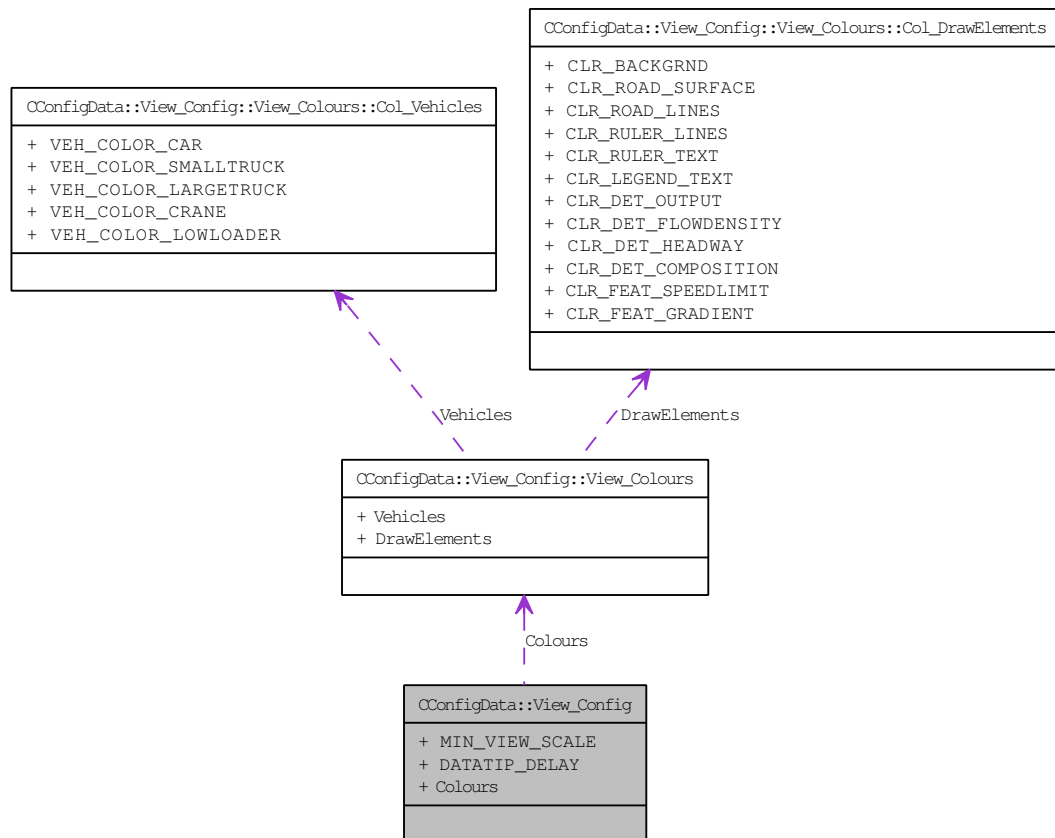 CConfigData::View_Config::View_Colours::Col_DrawElements
+ CLR_BACKGRND
+ CLR_ROAD_SURFACE
+ CLR_ROAD_LINES
+ CLR_RULER_LINES
+ CLR_RULER_TEXT
+ CLR_LEGEND_TEXT
+ CLR_DET_OUTPUT
+ CLR_DET_FLOWDENSITY
+ CLR_DET_HEADWAY
+ CLR_DET_COMPOSITION
+ CLR_FEAT_SPEEDLIMIT
+ CLR_FEAT_GRADIENT
CConfigData::View_Config::View_Colours::Col_Vehicles
+ VEH_COLOR_CAR
+ VEH_COLOR_SMALLTRUCK
+ VEH_COLOR_LARGETRUCK
+ VEH_COLOR_CRANE
+ VEH_COLOR_LOWLOADER
Vehicles
DrawElements
CConfigData::View_Config::View_Colours
+ Vehicles
+ DrawElements
Colours
CConfigData::View_Config
+ MIN_VIEW_SCALE
+ DATATIP_DELAY
+ Colours